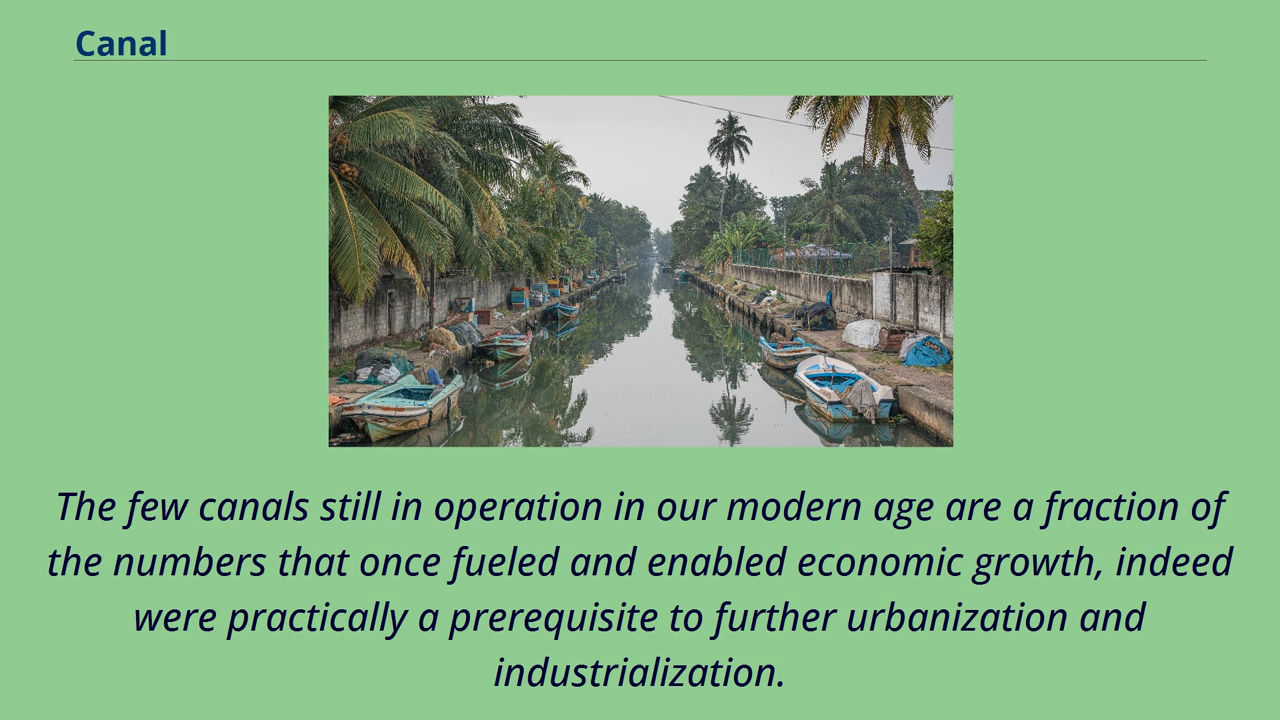 Canal
The few canals still in operation in our modern age are a fraction of
the numbers that once fueled and enabled economic growth, indeed
were practically a prerequisite to further urbanization and
industrialization.